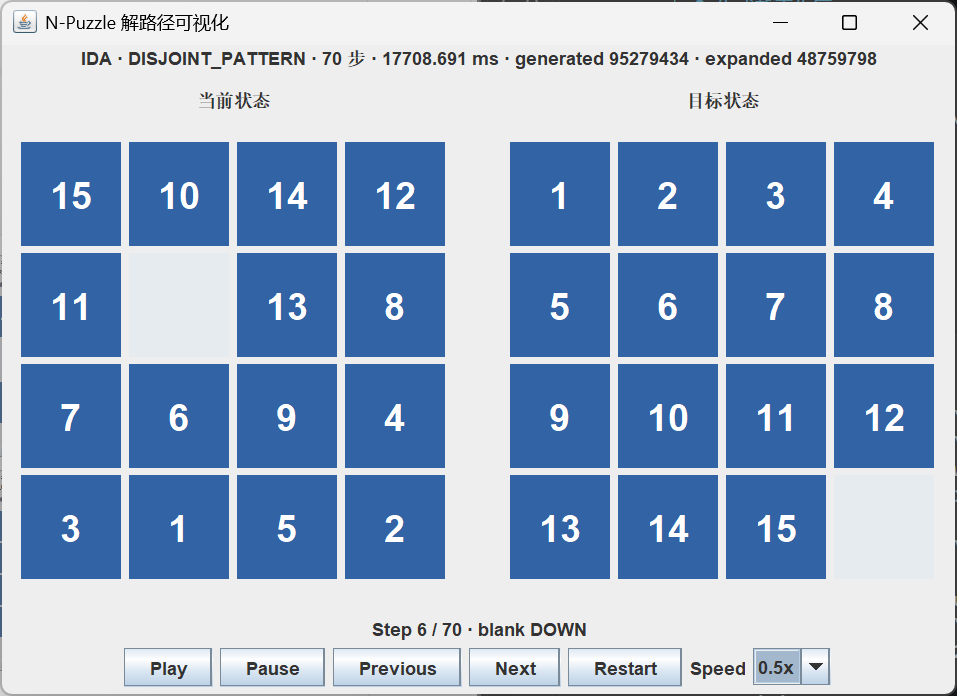 N-Puzzle 解路径可视化
IDA · DISJOINT_PATTERN · 70 步 · 17708.691 ms · generated 95279434 · expanded 48759798
当前状态 目标状态
15 10 14 12 1 2 3 4
11 13 8 5 6 7 8
7 6 9 4 9 10 11 12
3 1 5 2 13 14 15
Step 6 / 70 · blank DOWN
Play Pause Previous Next Restart Speed 0.5x